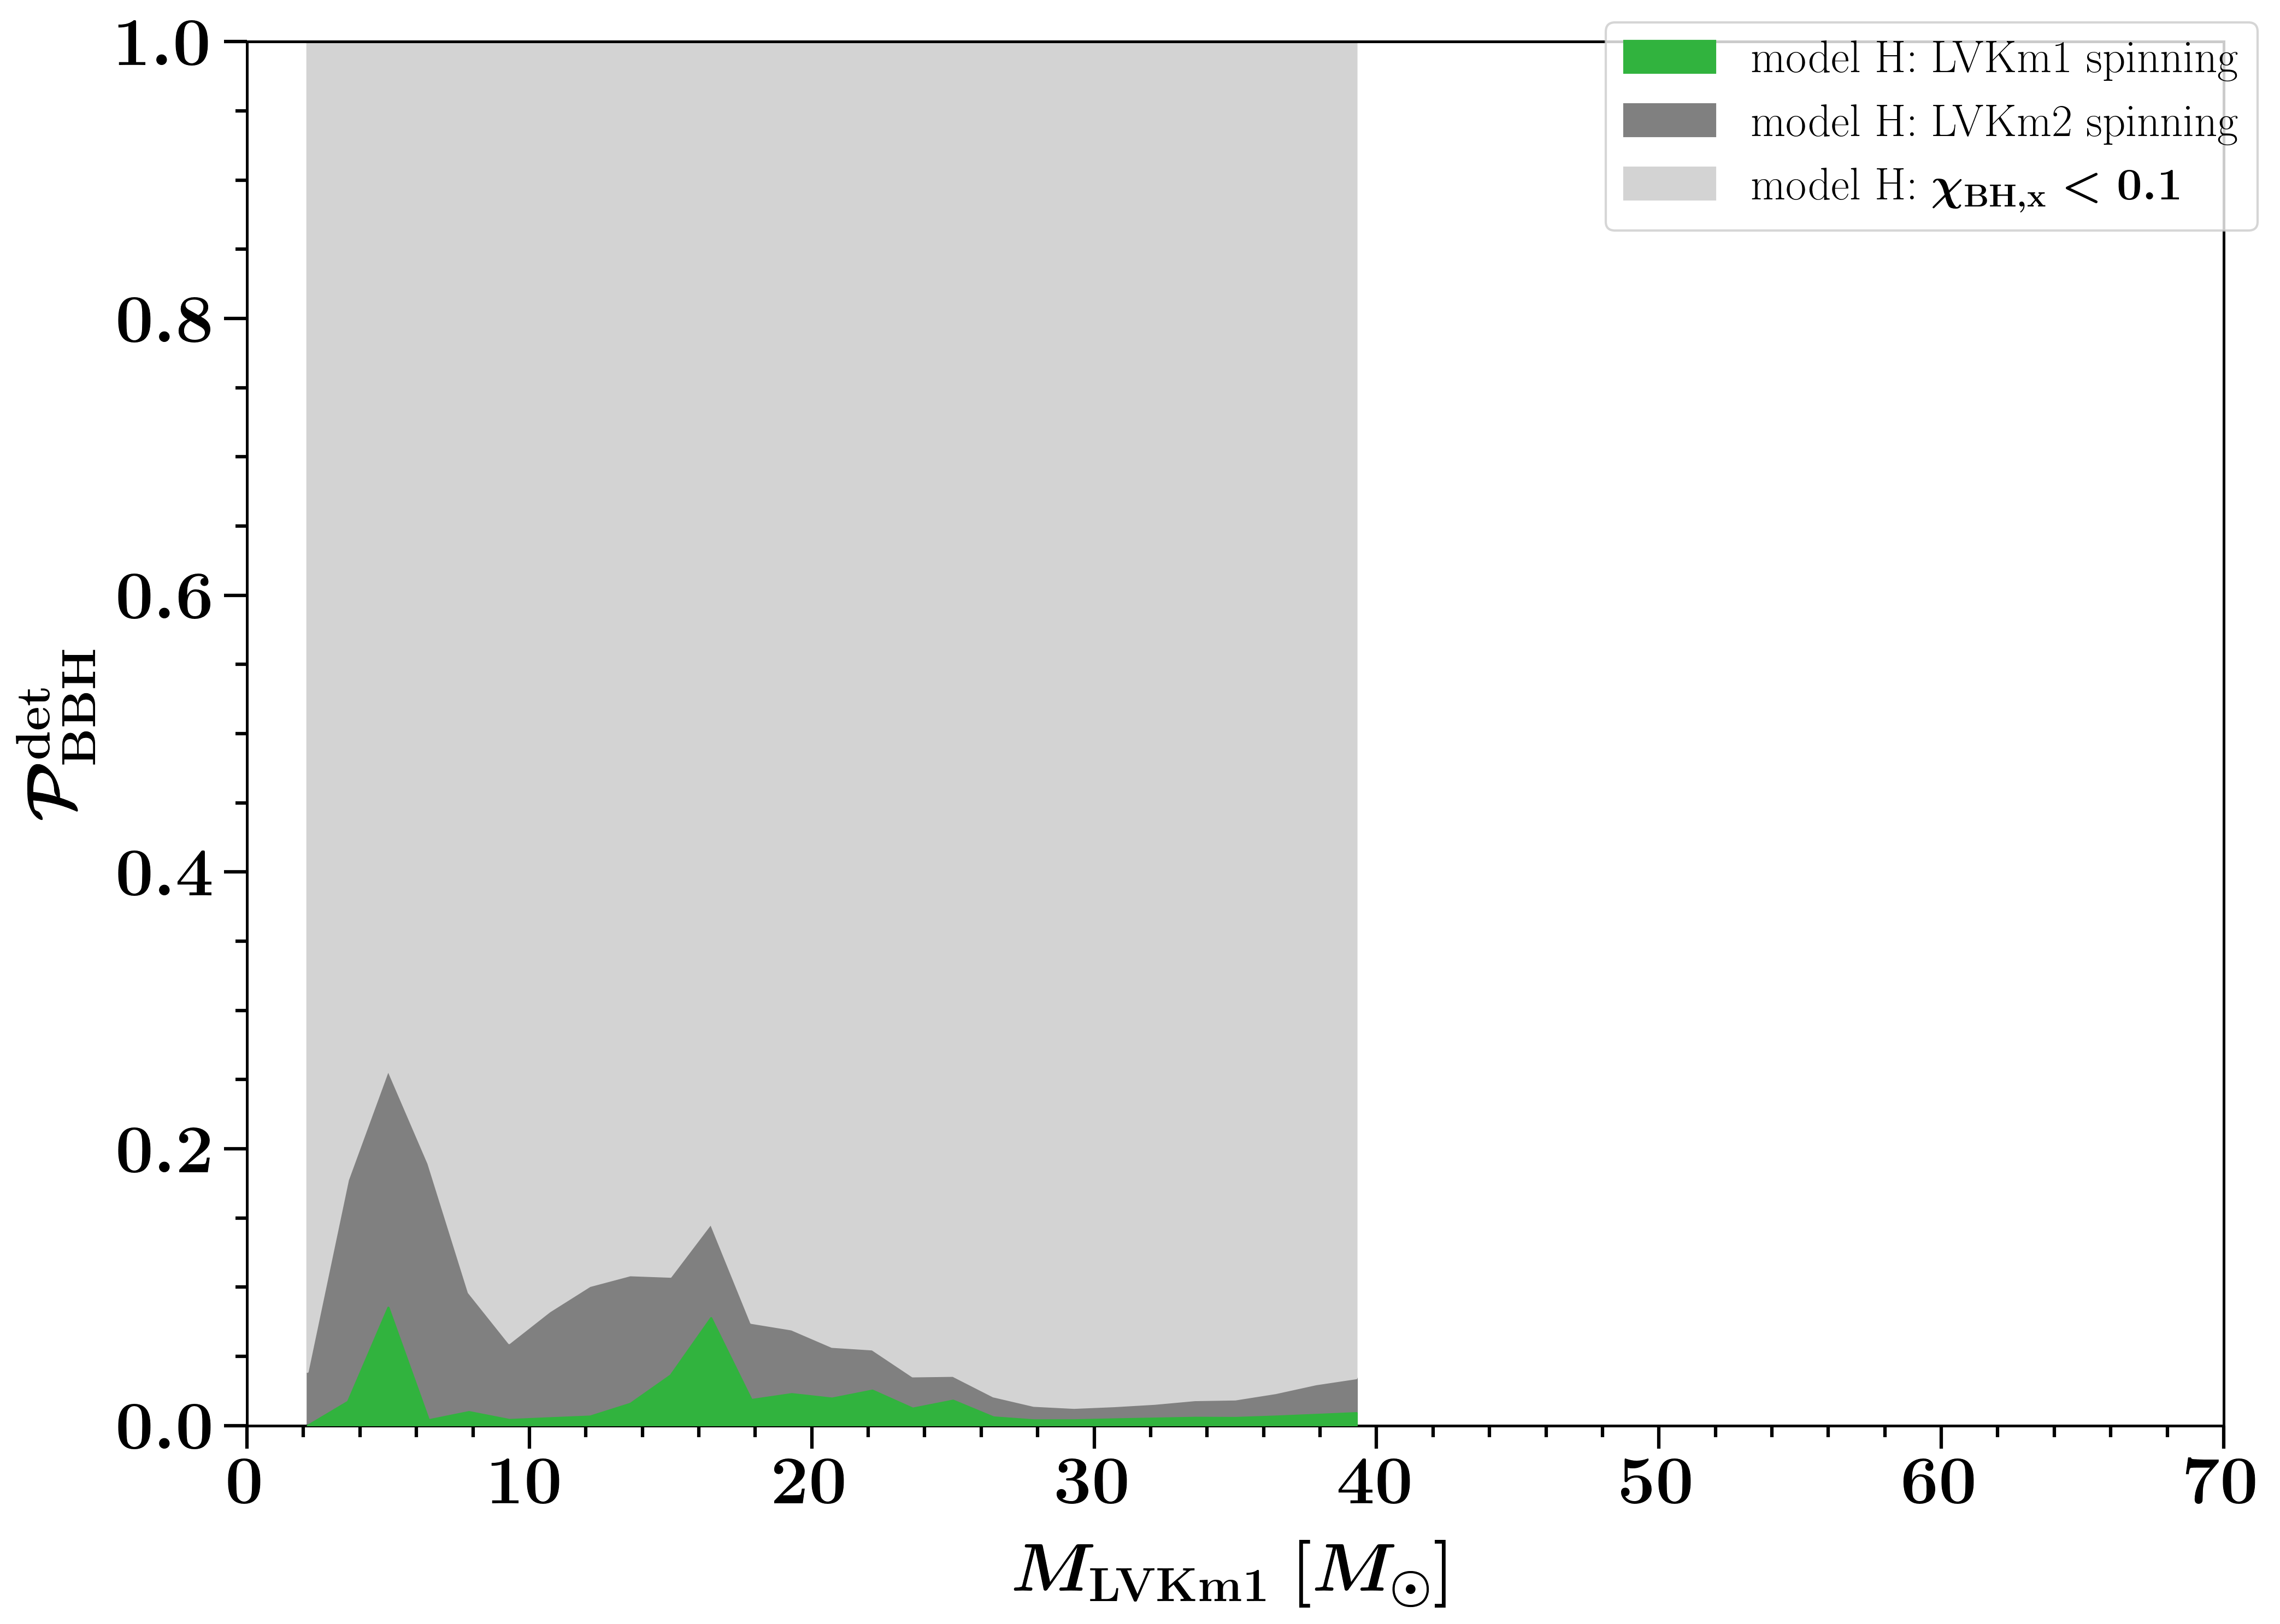 model H: LVKm1 spinning
model H: LVKm2 spinning
model H: χBH,x < 0.1
1.0
0.8
0.6
0.4
0.2
0.0
𝒫detBBH
0 10 20 30 40 50 60 70
MLVKm1 [M⊙]